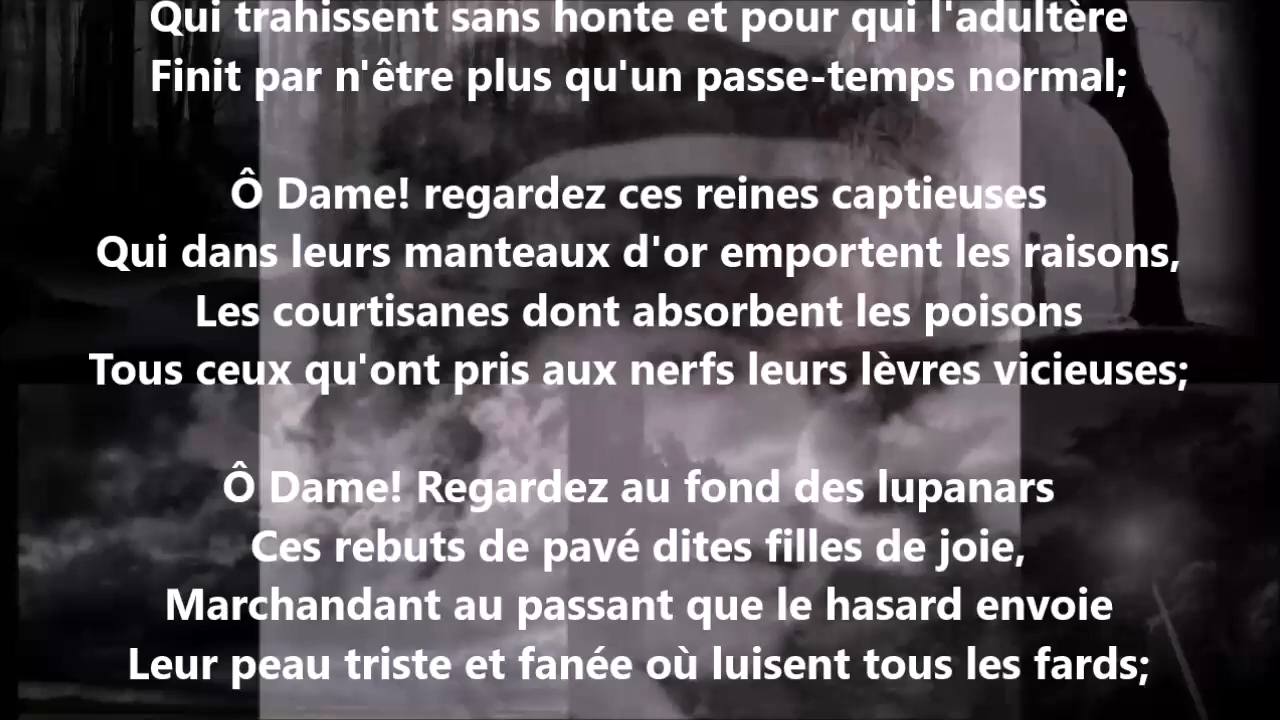 Qui trahissent sans honte et pour qui l'adultère
Finit par n'être plus qu'un passe-temps normal;
Ô Dame! regardez ces reines captieuses
Qui dans leurs manteaux d'or emportent les raisons,
Les courtisanes dont absorbent les poisons
Tous ceux qu'ont pris aux nerfs leurs lèvres vicieuses;
Ô Dame! Regardez au fond des lupanars
Ces rebuts de pavé dites filles de joie,
Marchandant au passant que le hasard envoie
Leur peau triste et fanée où luisent tous les fards;